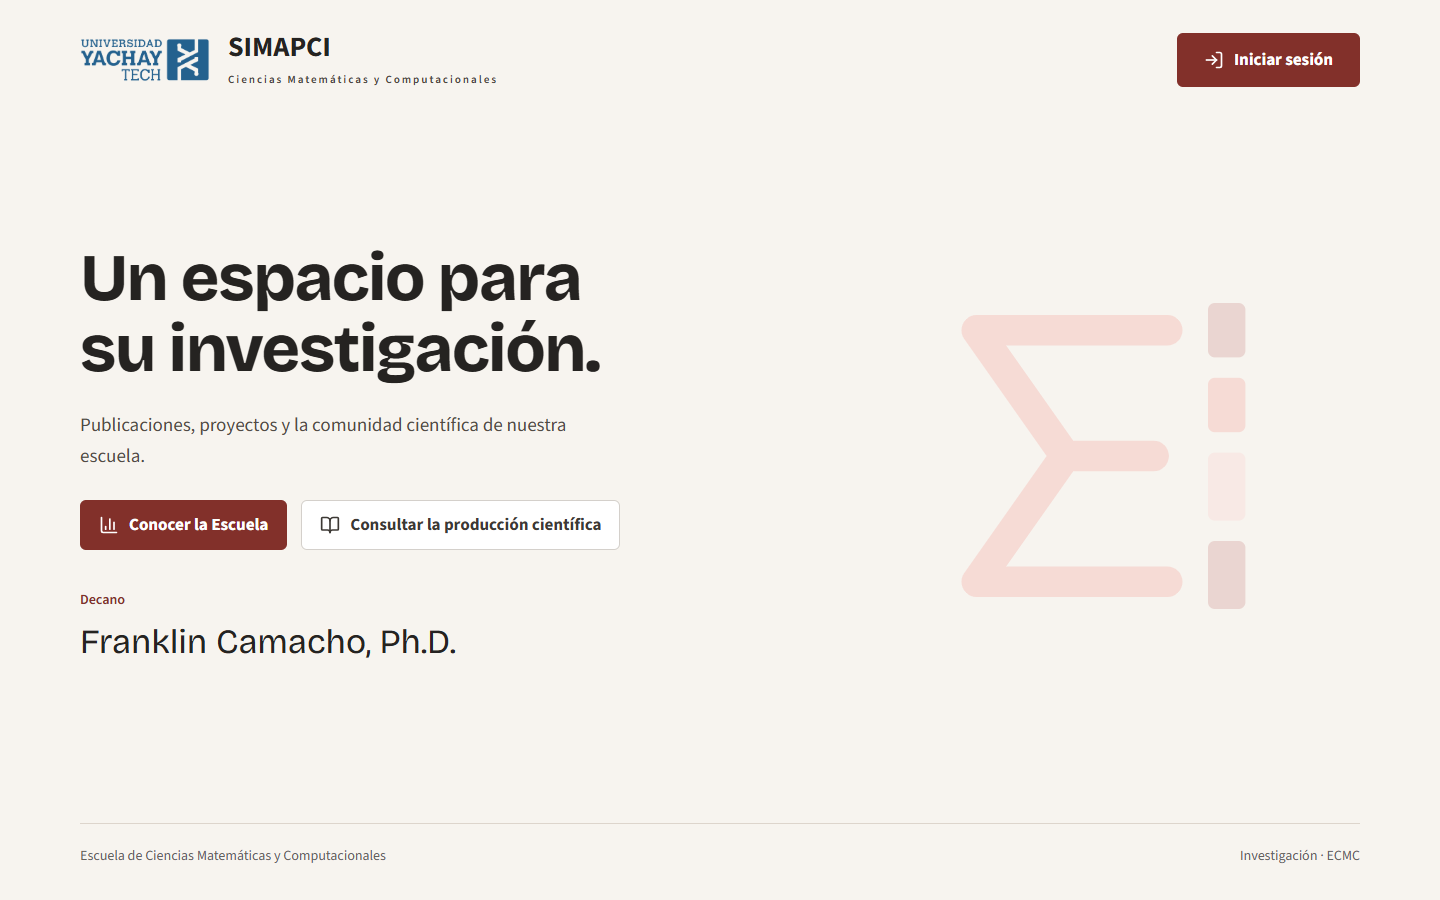 UNIVERSIDAD
YACHAY
TECH
SIMAPCI
Ciencias Matemáticas y Computacionales
Iniciar sesión
Un espacio para
su investigación.
Publicaciones, proyectos y la comunidad científica de nuestra
escuela.
Conocer la Escuela
Consultar la producción científica
Decano
Franklin Camacho, Ph.D.
Escuela de Ciencias Matemáticas y Computacionales
Investigación · ECMC